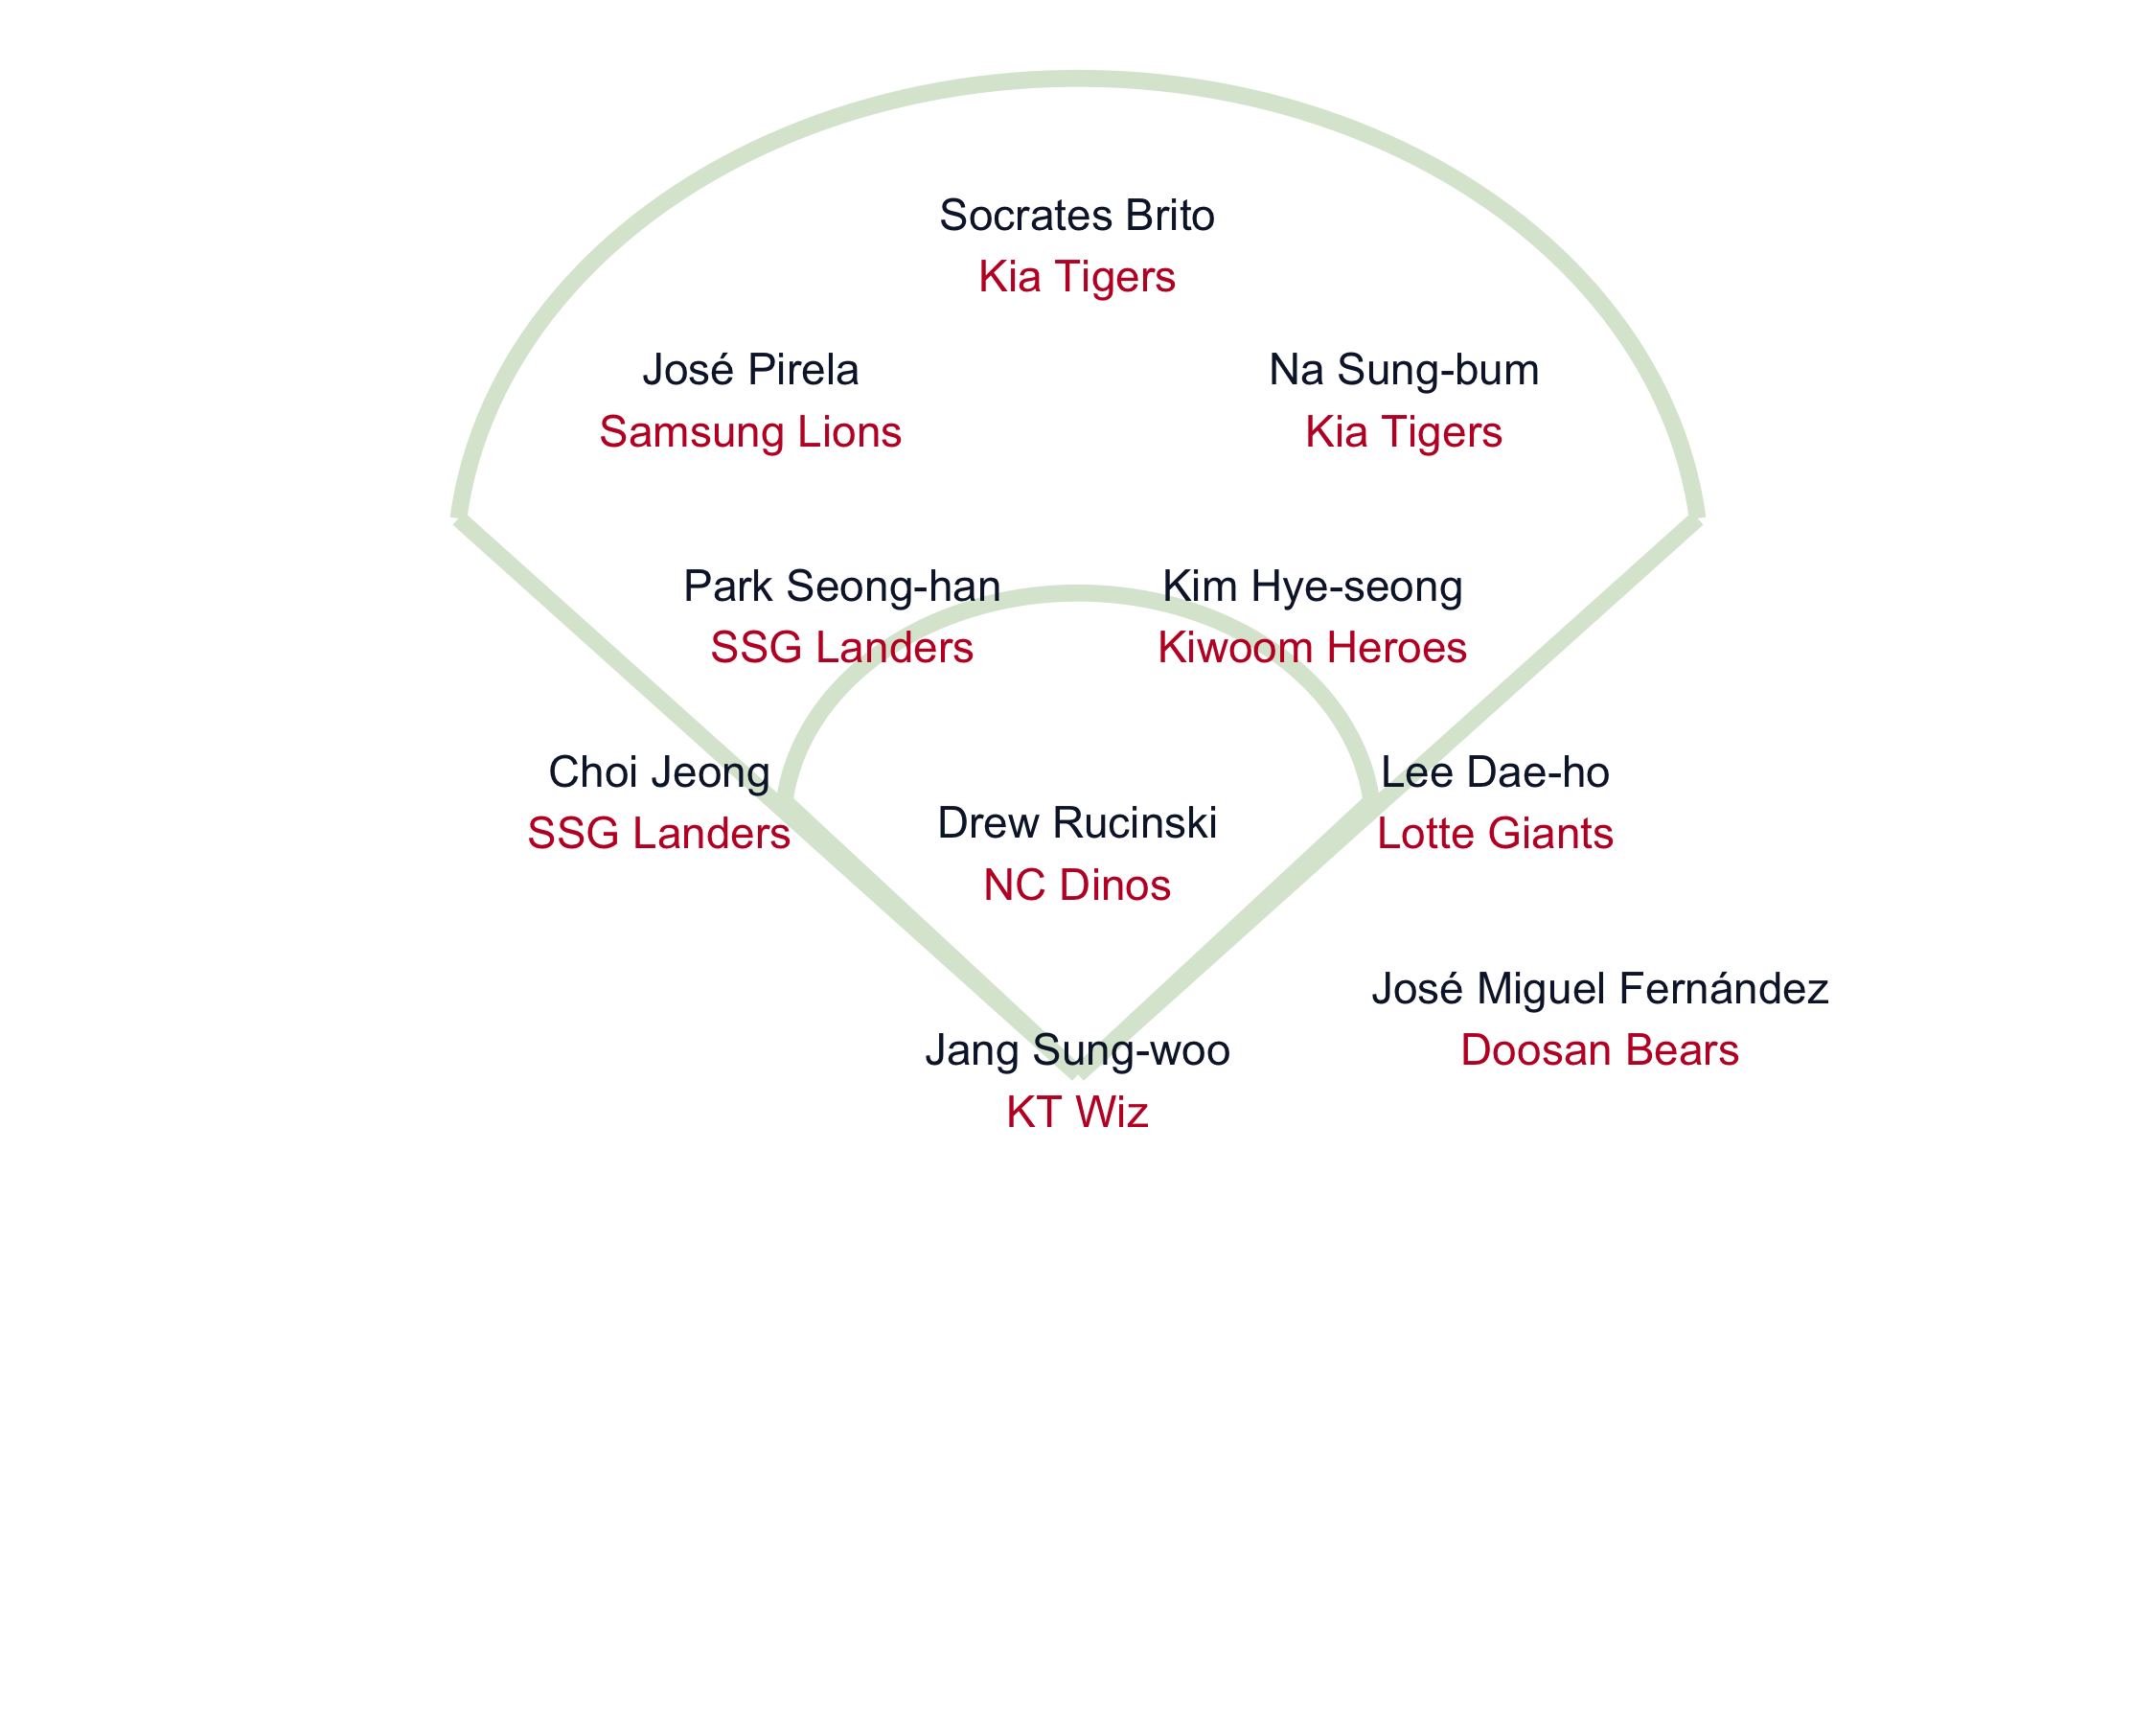 Socrates Brito
Kia Tigers
José Pirela
Samsung Lions
Na Sung-bum
Kia Tigers
Park Seong-han
SSG Landers
Kim Hye-seong
Kiwoom Heroes
Choi Jeong
SSG Landers
Drew Rucinski
NC Dinos
Lee Dae-ho
Lotte Giants
José Miguel Fernández
Doosan Bears
Jang Sung-woo
KT Wiz